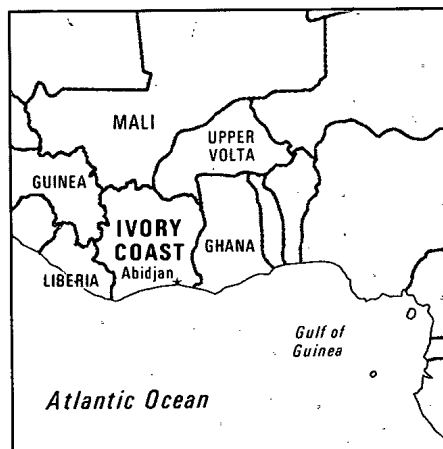 MALI
UPPER
VOLTA
GUINEA
IVORY
COAST
GHANA
Abidjan
LIBERIA
Gulf of
Guinea
Atlantic Ocean